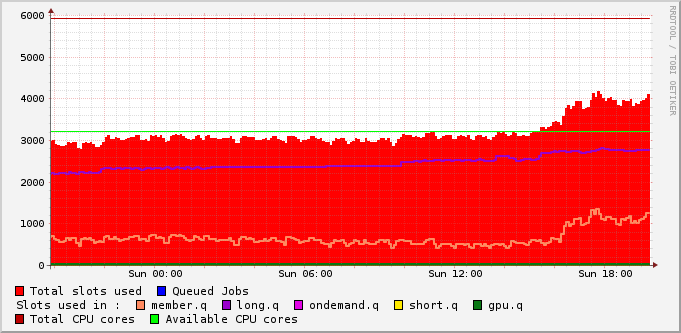 RRDTOOL / TOBI OETIKER
6000
5000
4000
3000
2000
1000
0
Sun 00:00 Sun 06:00 Sun 12:00 Sun 18:00
Total slots used Queued Jobs
Slots used in : member.q long.q ondemand.q short.q gpu.q
Total CPU cores Available CPU cores